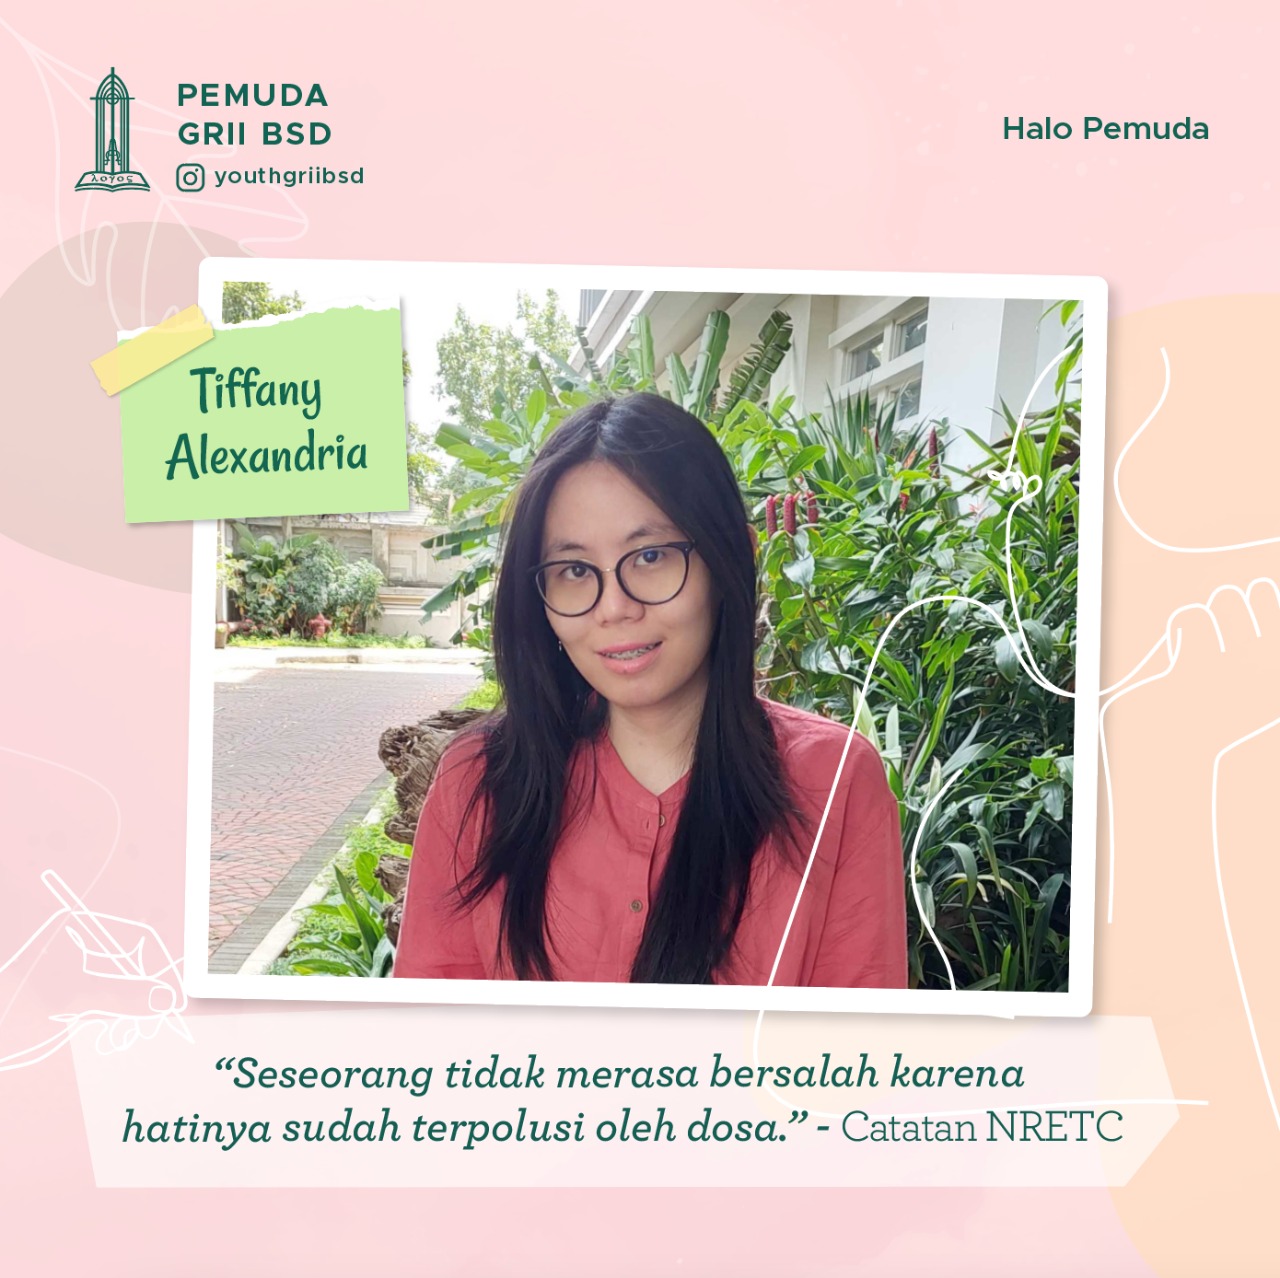 PEMUDA
GRII BSD
youthgriibsd
λογος
Halo Pemuda
Tiffany
Alexandria
“Seseorang tidak merasa bersalah karena
hatinya sudah terpolusi oleh dosa.” - Catatan NRETC